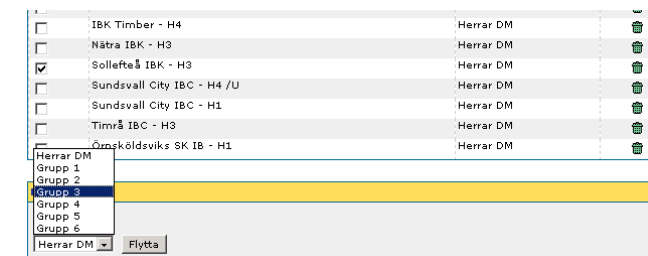 IBK Timber - H4 Herrar DM
Nätra IBK - H3 Herrar DM
Sollefteå IBK - H3 Herrar DM
Sundsvall City IBC - H4 /U Herrar DM
Sundsvall City IBC - H1 Herrar DM
Timrå IBC - H3 Herrar DM
Örnsköldsviks SK IB - H1 Herrar DM
Herrar DM
Grupp 1
Grupp 2
Grupp 3
Grupp 4
Grupp 5
Grupp 6
Herrar DM Flytta